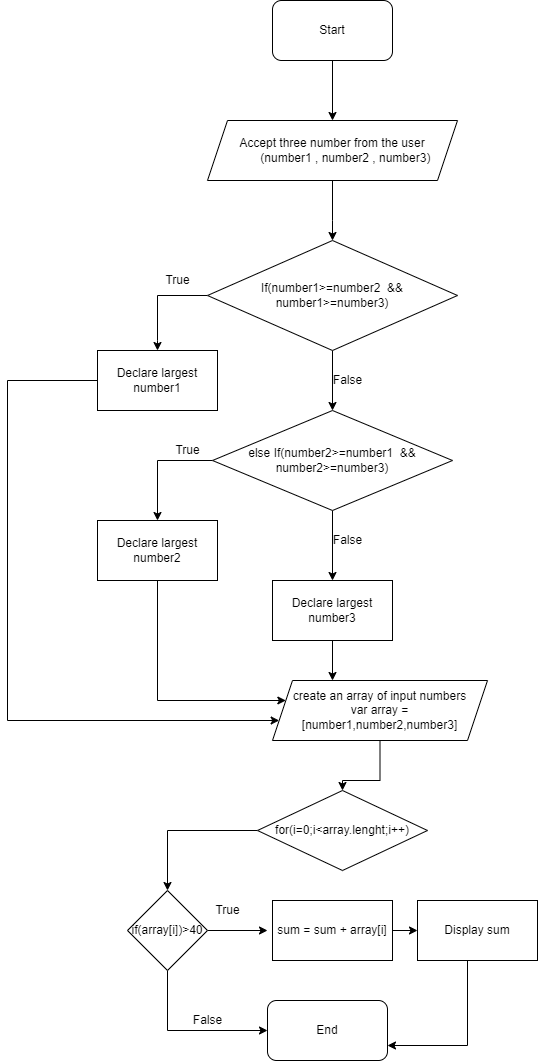 Start
Accept three number from the user
(number1 , number2 , number3)
If(number1>=number2 &&
number1>=number3)
True
Declare largest
number1
False
else If(number2>=number1 &&
number2>=number3)
True
Declare largest
number2
False
Declare largest
number3
create an array of input numbers
var array =
[number1,number2,number3]
for(i=0;i<array.lenght;i++)
if(array[i])>40
True
sum = sum + array[i]
Display sum
False
End